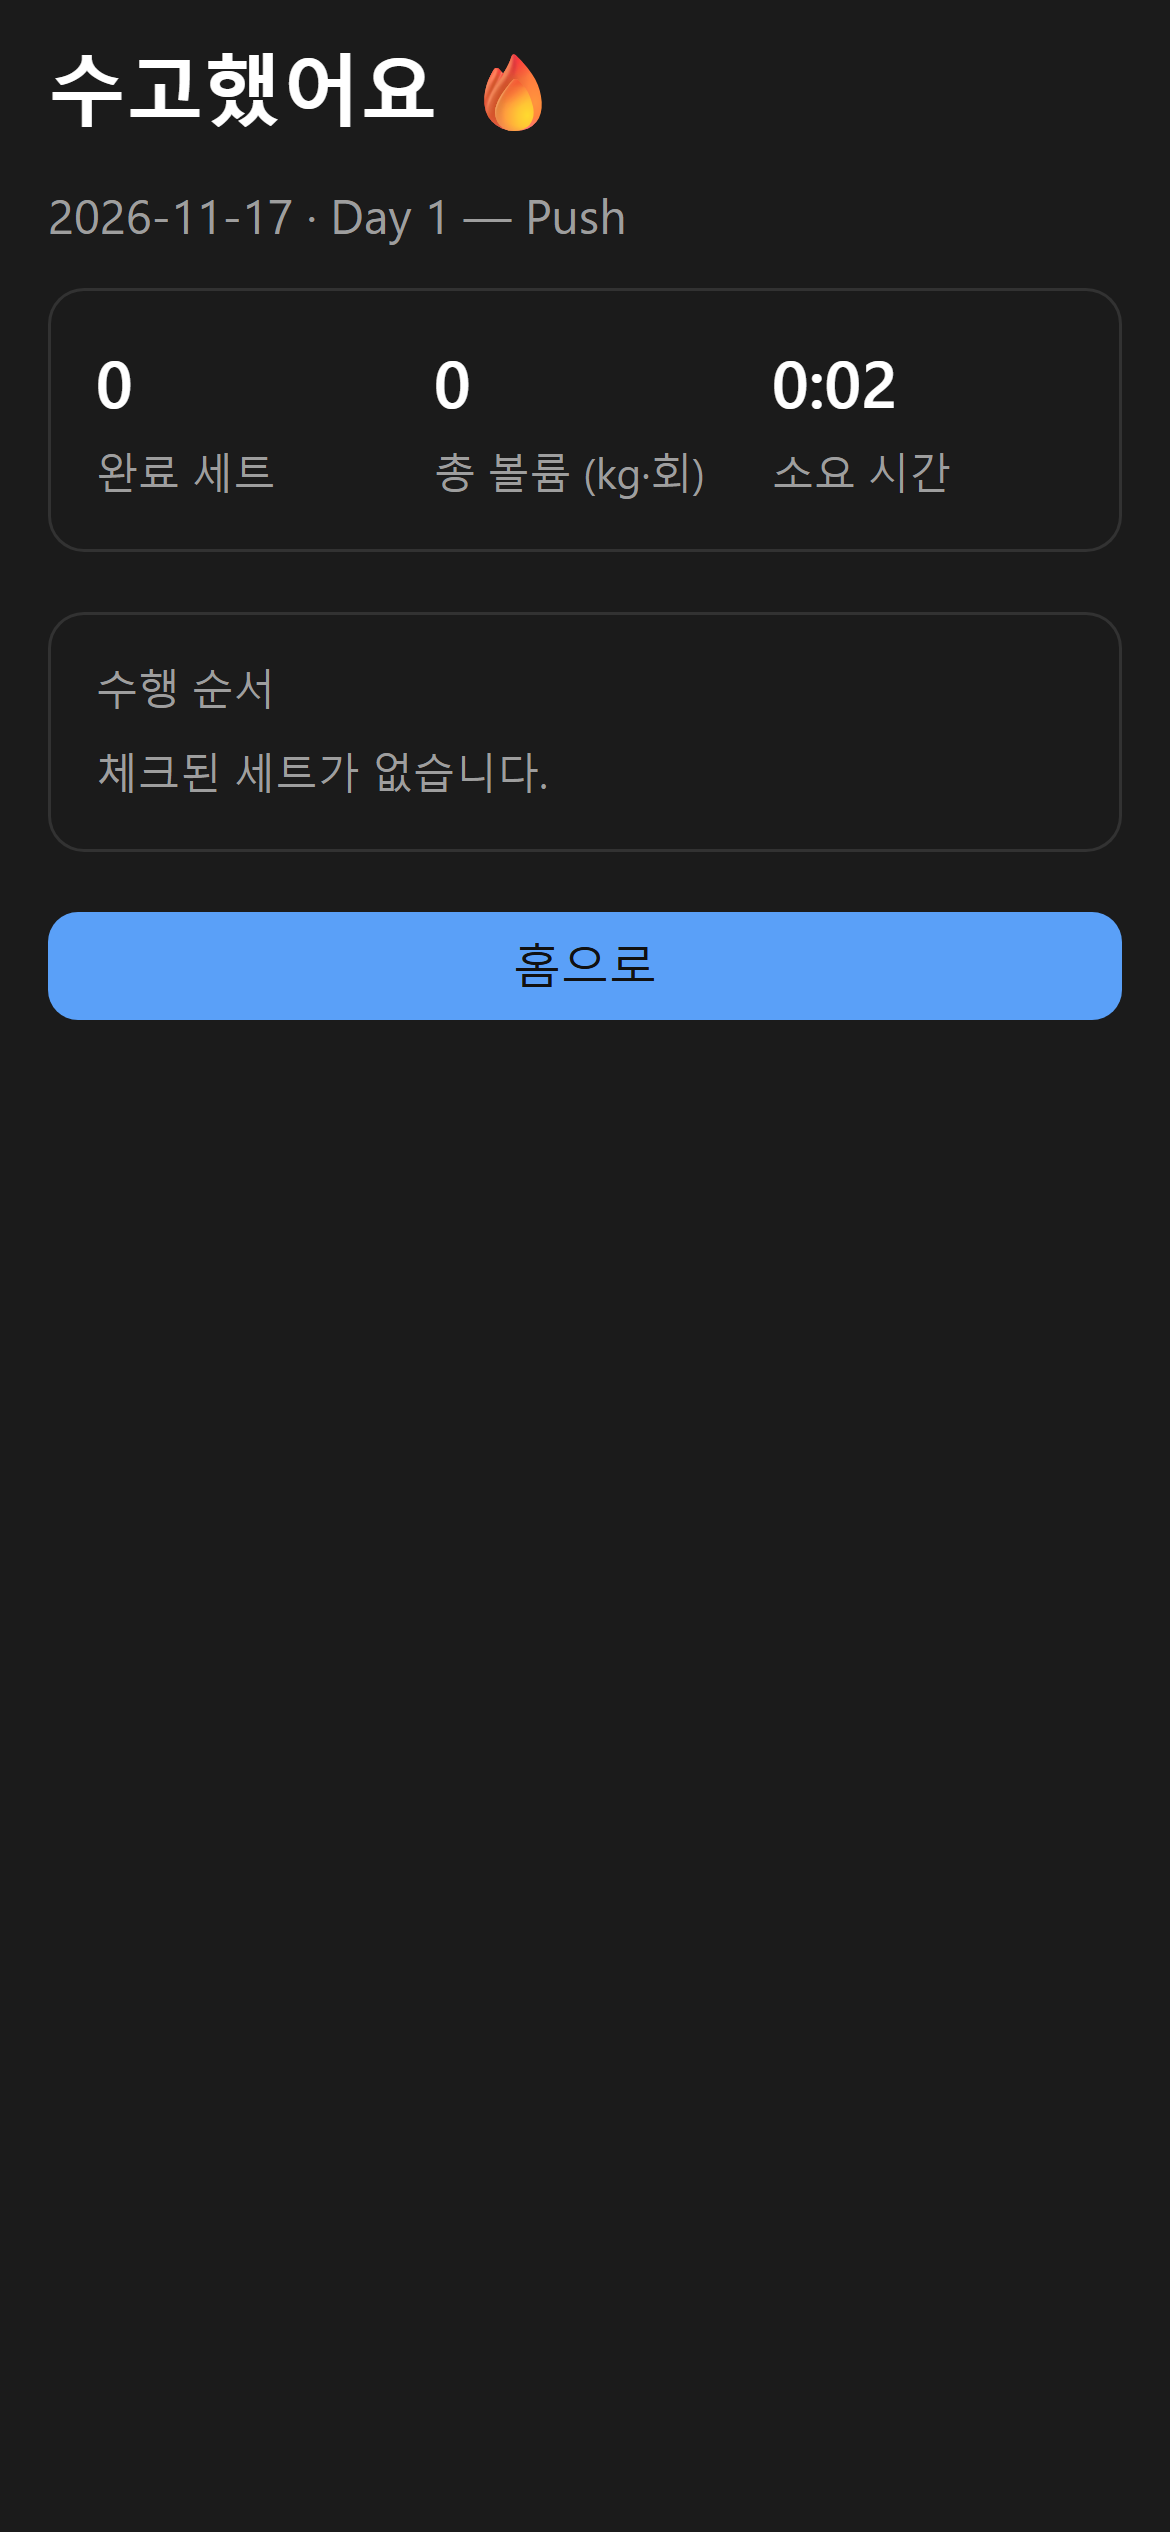 수고했어요 🔥
2026-11-17 · Day 1 — Push
0 0 0:02
완료 세트 총 볼륨 (kg·회) 소요 시간
수행 순서
체크된 세트가 없습니다.
홈으로